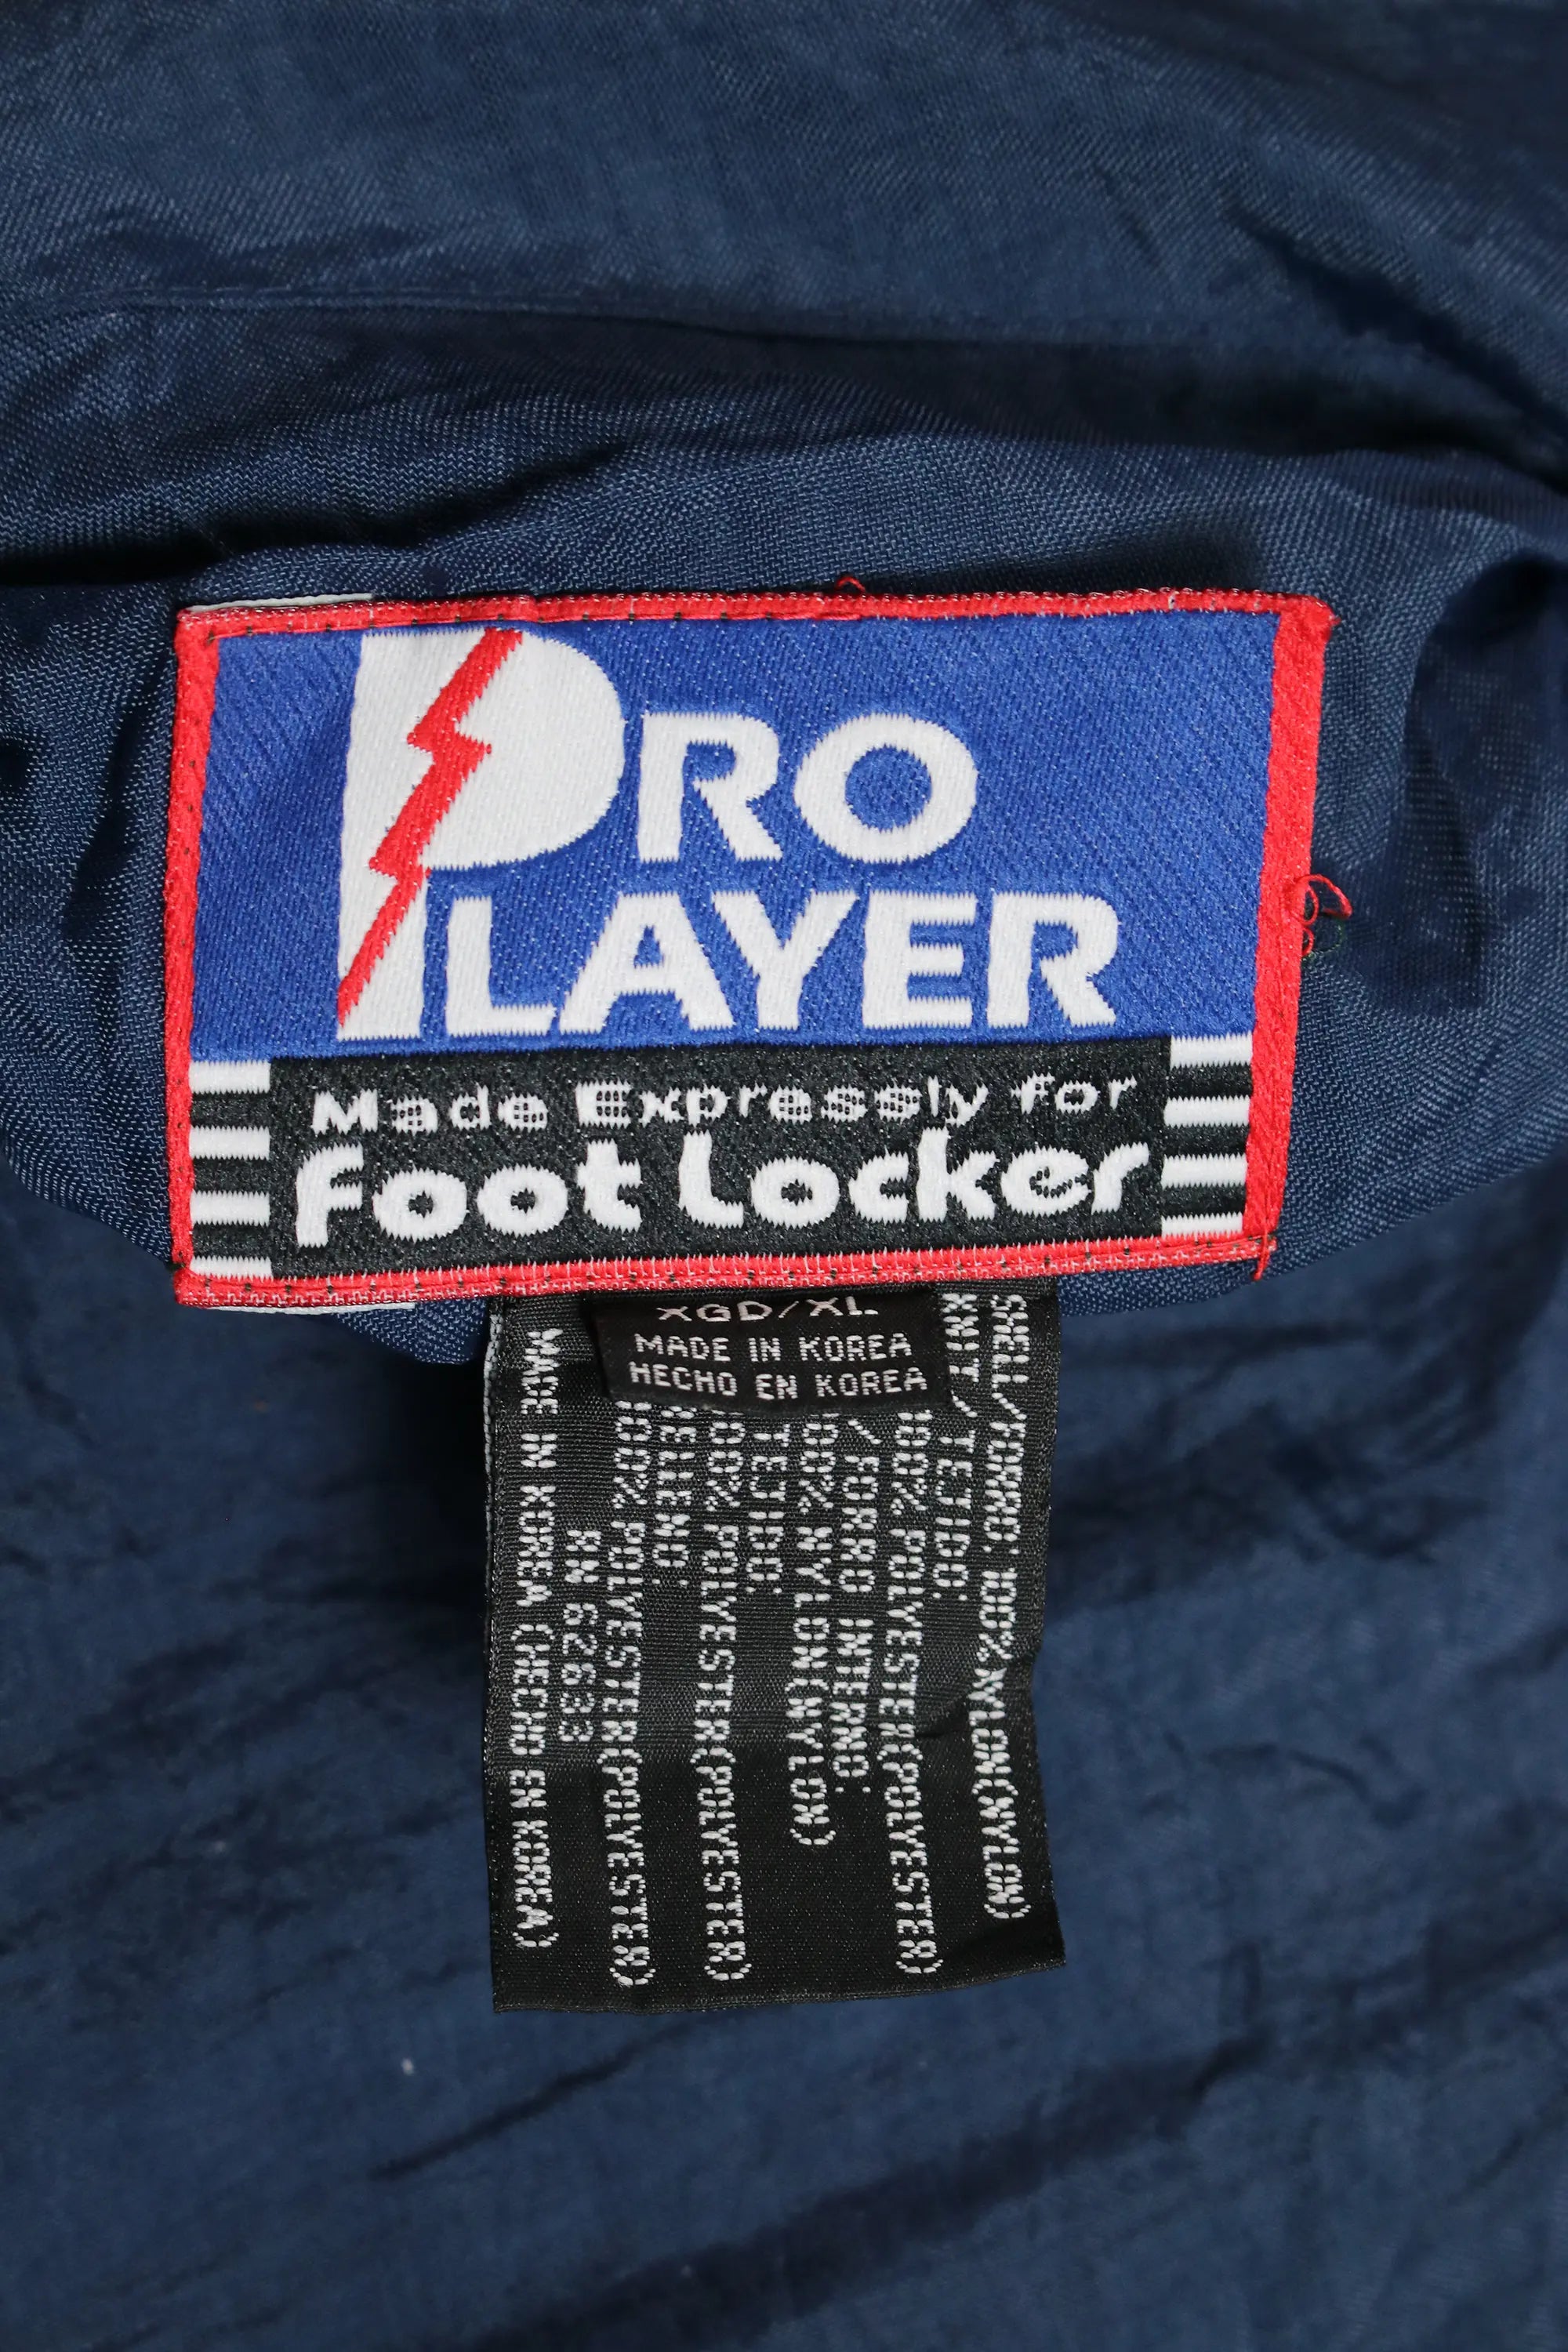 PRO
PLAYER
Made Expressly for
Foot Locker
XGD/XL
MADE IN KOREA
HECHO EN KOREA
SHELL/FORRO: 100% NYLON(NYLON)
KNIT/TEJIDO:
100% POLYESTER(POLYESTER)
/FORRO INTERNO:
100% NYLON(NYLON)
TEJIDO:
100% POLYESTER(POLYESTER)
RELLENO:
100% POLYESTER(POLYESTER)
RN 62633
MADE IN KOREA (HECHO EN KOREA)